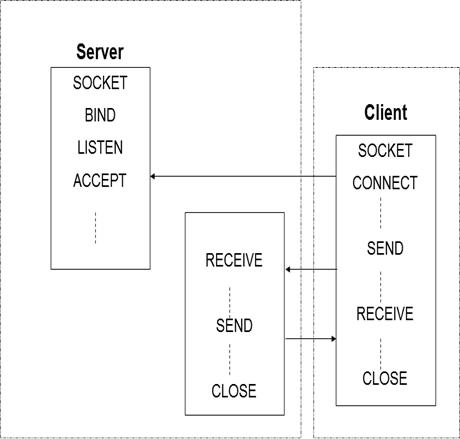 Server
SOCKET
BIND
LISTEN
ACCEPT
RECEIVE
SEND
CLOSE
Client
SOCKET
CONNECT
SEND
RECEIVE
CLOSE